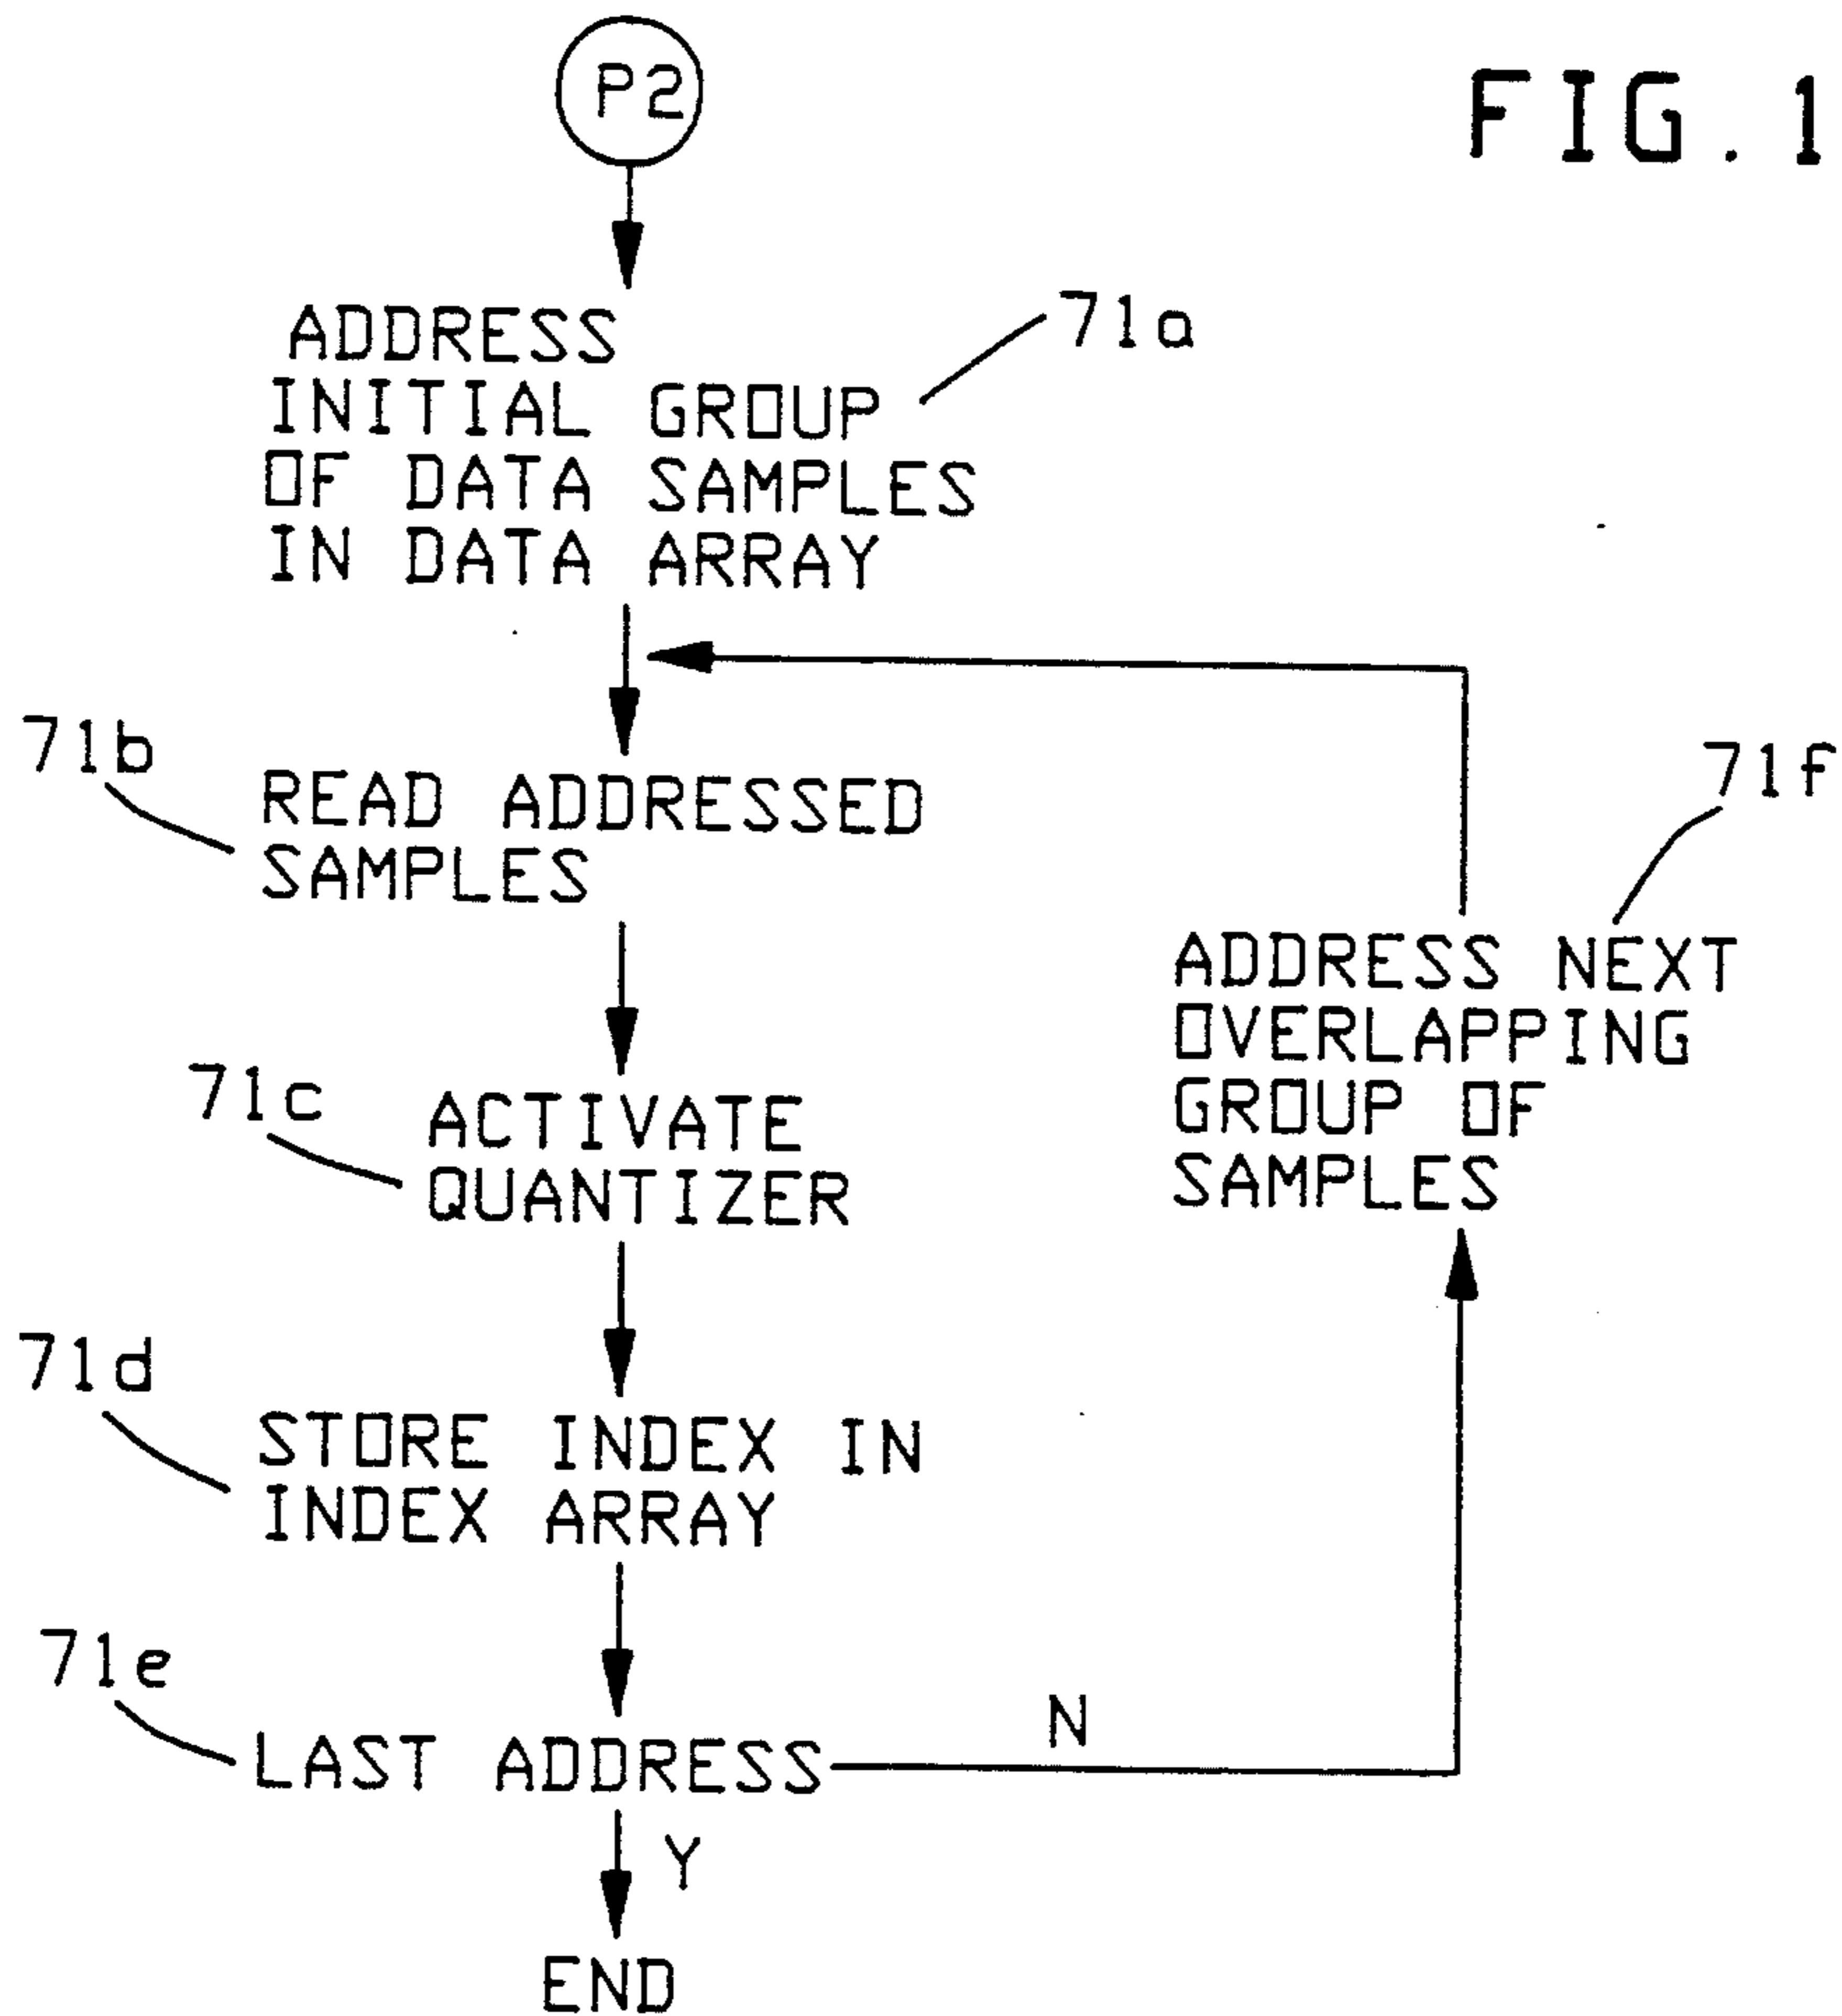 P2
FIG. 1
ADDRESS
INITIAL GROUP
OF DATA SAMPLES
IN DATA ARRAY
71a
71b
READ ADDRESSED
SAMPLES
71f
ADDRESS NEXT
OVERLAPPING
GROUP OF
SAMPLES
71c
ACTIVATE
QUANTIZER
71d
STORE INDEX IN
INDEX ARRAY
71e
LAST ADDRESS
N
Y
END